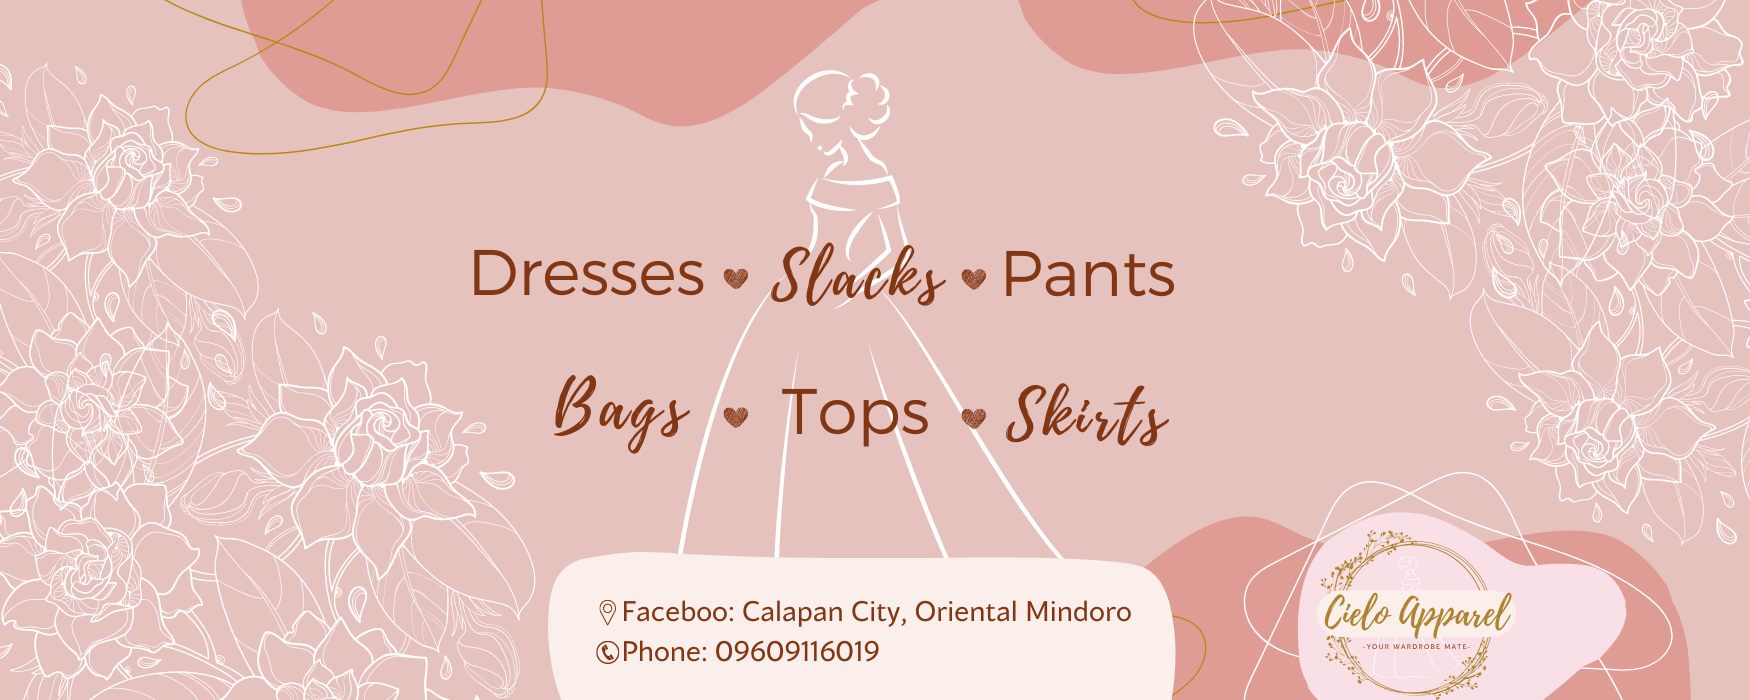 Dresses Slacks Pants
Bags Tops Skirts
Faceboo: Calapan City, Oriental Mindoro
Phone: 09609116019
Cielo Apparel
-YOUR WARDROBE MATE-